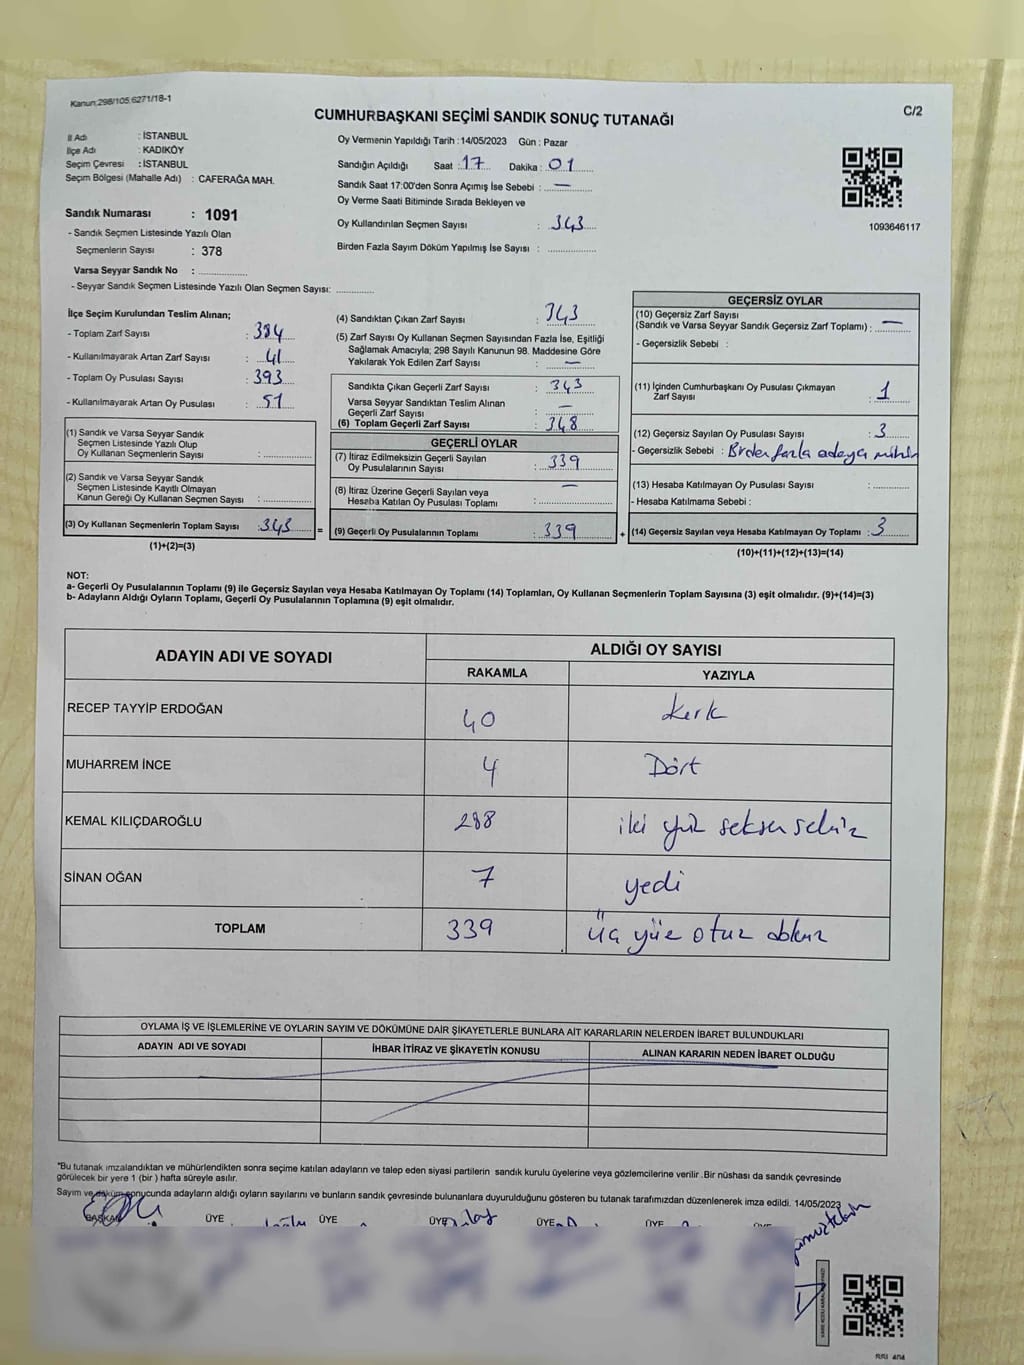 Kanun:298/105;6271/18-1
C/2
CUMHURBAŞKANI SEÇİMİ SANDIK SONUÇ TUTANAĞI
İl Adı : İSTANBUL
İlçe Adı : KADIKÖY
Seçim Çevresi : İSTANBUL
Seçim Bölgesi (Mahalle Adı) : CAFERAĞA MAH.
Sandık Numarası : 1091
- Sandık Seçmen Listesinde Yazılı Olan
Seçmenlerin Sayısı : 378
Varsa Seyyar Sandık No :
- Seyyar Sandık Seçmen Listesinde Yazılı Olan Seçmen Sayısı:
Oy Vermenin Yapıldığı Tarih :14/05/2023 Gün : Pazar
Sandığın Açıldığı Saat : 17 Dakika : 01
Sandık Saat 17:00'den Sonra Açımış İse Sebebi : —
Oy Verme Saati Bitiminde Sırada Bekleyen ve
Oy Kullandırılan Seçmen Sayısı : 343
Birden Fazla Sayım Döküm Yapılmış İse Sayısı :
1093646117
İlçe Seçim Kurulundan Teslim Alınan;
- Toplam Zarf Sayısı : 384
- Kullanılmayarak Artan Zarf Sayısı : 41
- Toplam Oy Pusulası Sayısı : 393
- Kullanılmayarak Artan Oy Pusulası : 51
(1) Sandık ve Varsa Seyyar Sandık
Seçmen Listesinde Yazılı Olup
Oy Kullanan Seçmenlerin Sayısı :
(2) Sandık ve Varsa Seyyar Sandık
Seçmen Listesinde Kayıtlı Olmayan
Kanun Gereği Oy Kullanan Seçmen Sayısı :
(3) Oy Kullanan Seçmenlerin Toplam Sayısı : 343 =
(1)+(2)=(3)
(4) Sandıktan Çıkan Zarf Sayısı : 343
(5) Zarf Sayısı Oy Kullanan Seçmen Sayısından Fazla İse, Eşitliği
Sağlamak Amacıyla; 298 Sayılı Kanunun 98. Maddesine Göre
Yakılarak Yok Edilen Zarf Sayısı : —
Sandıkta Çıkan Geçerli Zarf Sayısı : 343
Varsa Seyyar Sandıktan Teslim Alınan
Geçerli Zarf Sayısı : —
(6) Toplam Geçerli Zarf Sayısı : 348
GEÇERLİ OYLAR
(7) İtiraz Edilmeksizin Geçerli Sayılan
Oy Pusulalarının Sayısı : 339
(8) İtiraz Üzerine Geçerli Sayılan veya
Hesaba Katılan Oy Pusulası Toplamı : —
(9) Geçerli Oy Pusulalarının Toplamı : 339 +
GEÇERSİZ OYLAR
(10) Geçersiz Zarf Sayısı
(Sandık ve Varsa Seyyar Sandık Geçersiz Zarf Toplamı) : —
- Geçersizlik Sebebi :
(11) İçinden Cumhurbaşkanı Oy Pusulası Çıkmayan
Zarf Sayısı : 1
(12) Geçersiz Sayılan Oy Pusulası Sayısı : 3
- Geçersizlik Sebebi : Birden fazla adaya mühür
(13) Hesaba Katılmayan Oy Pusulası Sayısı :
- Hesaba Katılmama Sebebi :
(14) Geçersiz Sayılan veya Hesaba Katılmayan Oy Toplamı : 3
(10)+(11)+(12)+(13)=(14)
NOT:
a- Geçerli Oy Pusulalarının Toplamı (9) ile Geçersiz Sayılan veya Hesaba Katılmayan Oy Toplamı (14) Toplamları, Oy Kullanan Seçmenlerin Toplam Sayısına (3) eşit olmalıdır. (9)+(14)=(3)
b- Adayların Aldığı Oyların Toplamı, Geçerli Oy Pusulalarının Toplamına (9) eşit olmalıdır.
ADAYIN ADI VE SOYADI
ALDIĞI OY SAYISI
RAKAMLA YAZIYLA
RECEP TAYYİP ERDOĞAN 40 kırk
MUHARREM İNCE 4 Dört
KEMAL KILIÇDAROĞLU 288 iki yüz seksen sekiz
SİNAN OĞAN 7 yedi
TOPLAM 339 üç yüz otuz dokuz
OYLAMA İŞ VE İŞLEMLERİNE VE OYLARIN SAYIM VE DÖKÜMÜNE DAİR ŞİKAYETLERLE BUNLARA AİT KARARLARIN NELERDEN İBARET BULUNDUKLARI
ADAYIN ADI VE SOYADI İHBAR İTİRAZ VE ŞİKAYETİN KONUSU ALINAN KARARIN NEDEN İBARET OLDUĞU
*Bu tutanak imzalandıktan ve mühürlendikten sonra seçime katılan adayların ve talep eden siyasi partilerin sandık kurulu üyelerine veya gözlemcilerine verilir .Bir nüshası da sandık çevresinde
görülecek bir yere 1 (bir ) hafta süreyle asılır.
Sayım ve döküm sonucunda adayların aldığı oyların sayılarını ve bunların sandık çevresinde bulunanlara duyurulduğunu gösteren bu tutanak tarafımızdan düzenlenerek imza edildi. 14/05/2023
BAŞKAN ÜYE ÜYE ÜYE ÜYE ÜYE ÜYE